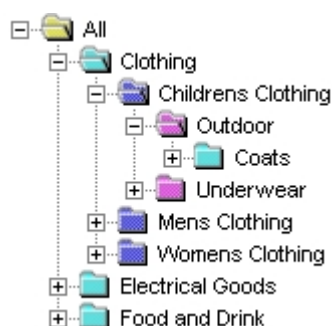 All
Clothing
Childrens Clothing
Outdoor
Coats
Underwear
Mens Clothing
Womens Clothing
Electrical Goods
Food and Drink